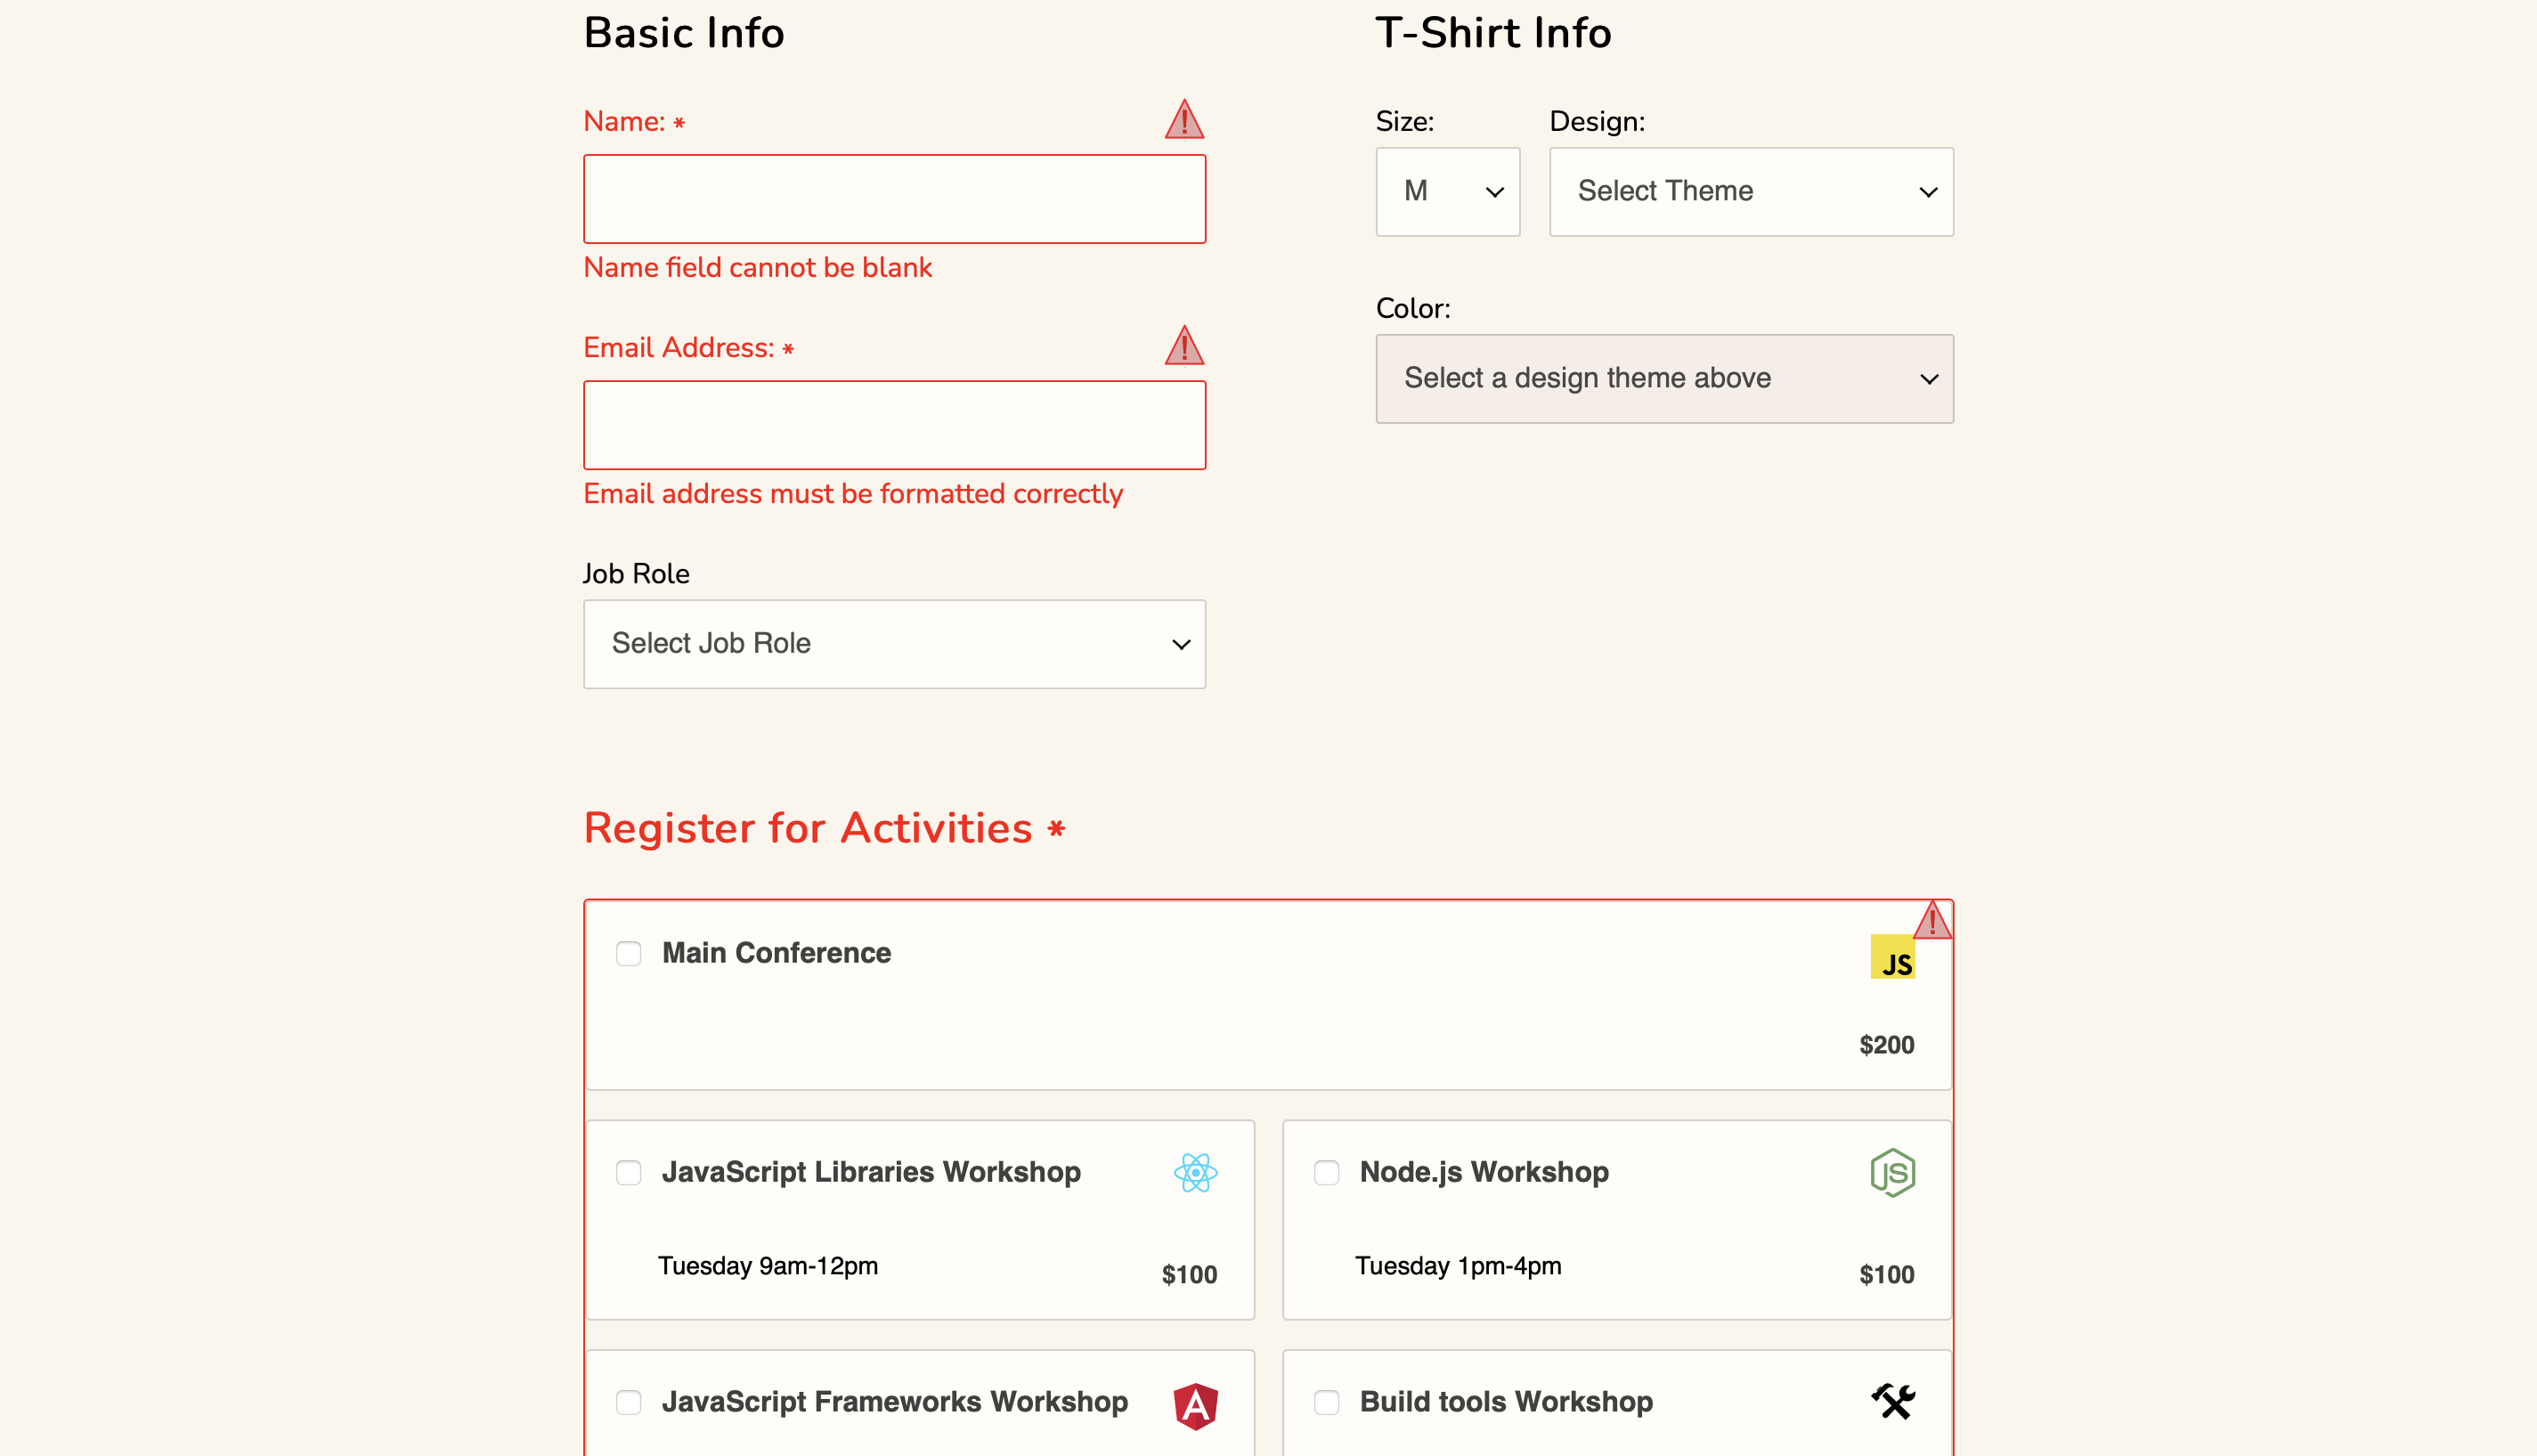 Basic Info
Name: *
Name field cannot be blank
Email Address: *
Email address must be formatted correctly
Job Role
Select Job Role
T-Shirt Info
Size: Design:
M Select Theme
Color:
Select a design theme above
Register for Activities *
Main Conference
JS
$200
JavaScript Libraries Workshop
Tuesday 9am-12pm
$100
Node.js Workshop
JS
Tuesday 1pm-4pm
$100
JavaScript Frameworks Workshop
A
Build tools Workshop